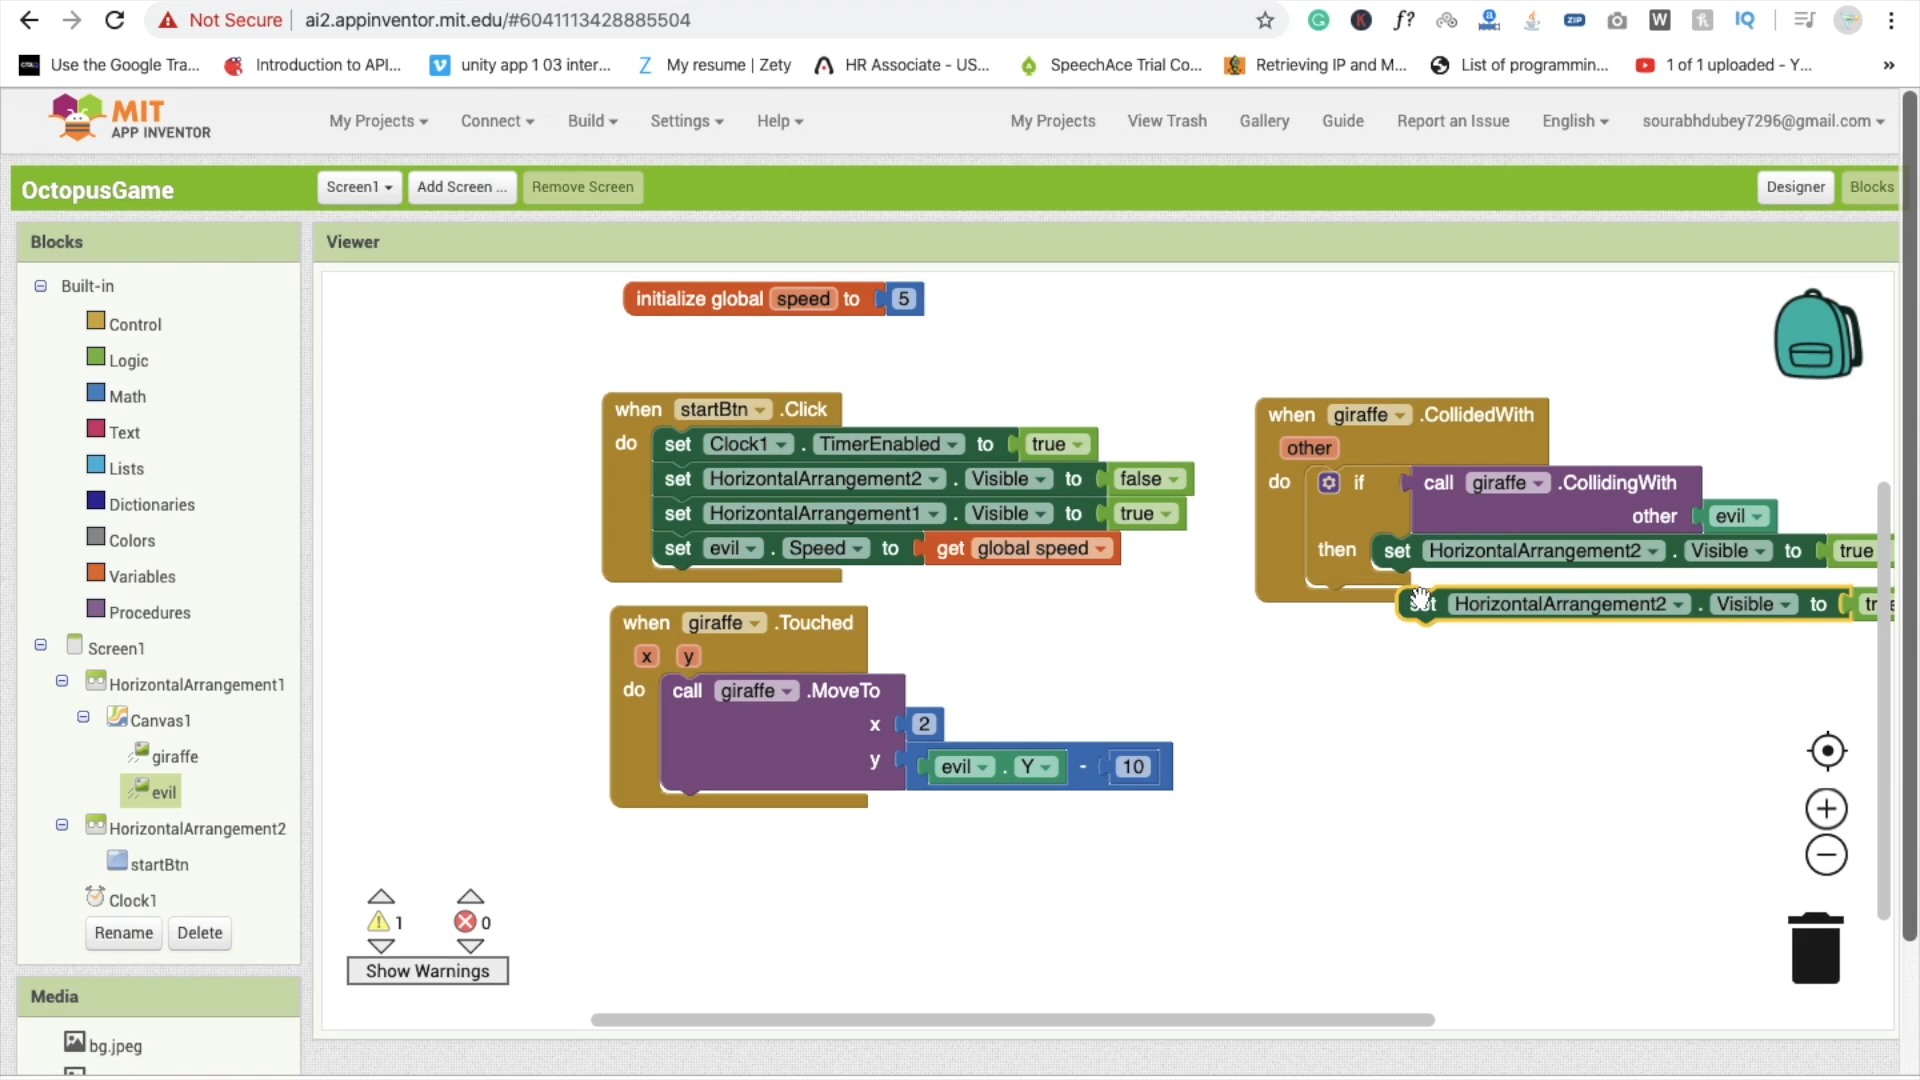 Not Secure ai2.appinventor.mit.edu/#6041113428885504
Use the Google Tra... Introduction to API... unity app 1 03 inter... My resume | Zety HR Associate - US... SpeechAce Trial Co... Retrieving IP and M... List of programmin... 1 of 1 uploaded - Y... »
MIT
APP INVENTOR
My Projects Connect Build Settings Help My Projects View Trash Gallery Guide Report an Issue English sourabhdubey7296@gmail.com
OctopusGame Screen1 Add Screen ... Remove Screen Designer Blocks
Blocks
Built-in
Control
Logic
Math
Text
Lists
Dictionaries
Colors
Variables
Procedures
Screen1
HorizontalArrangement1
Canvas1
giraffe
evil
HorizontalArrangement2
startBtn
Clock1
Rename Delete
Media
bg.jpeg
Viewer
initialize global speed to 5
when startBtn .Click
do set Clock1 . TimerEnabled to true
set HorizontalArrangement2 . Visible to false
set HorizontalArrangement1 . Visible to true
set evil . Speed to get global speed
when giraffe .Touched
x y
do call giraffe .MoveTo
x 2
y evil . Y - 10
when giraffe .CollidedWith
other
do if call giraffe .CollidingWith
other evil
then set HorizontalArrangement2 . Visible to true
HorizontalArrangement2 . Visible to
1 0
Show Warnings